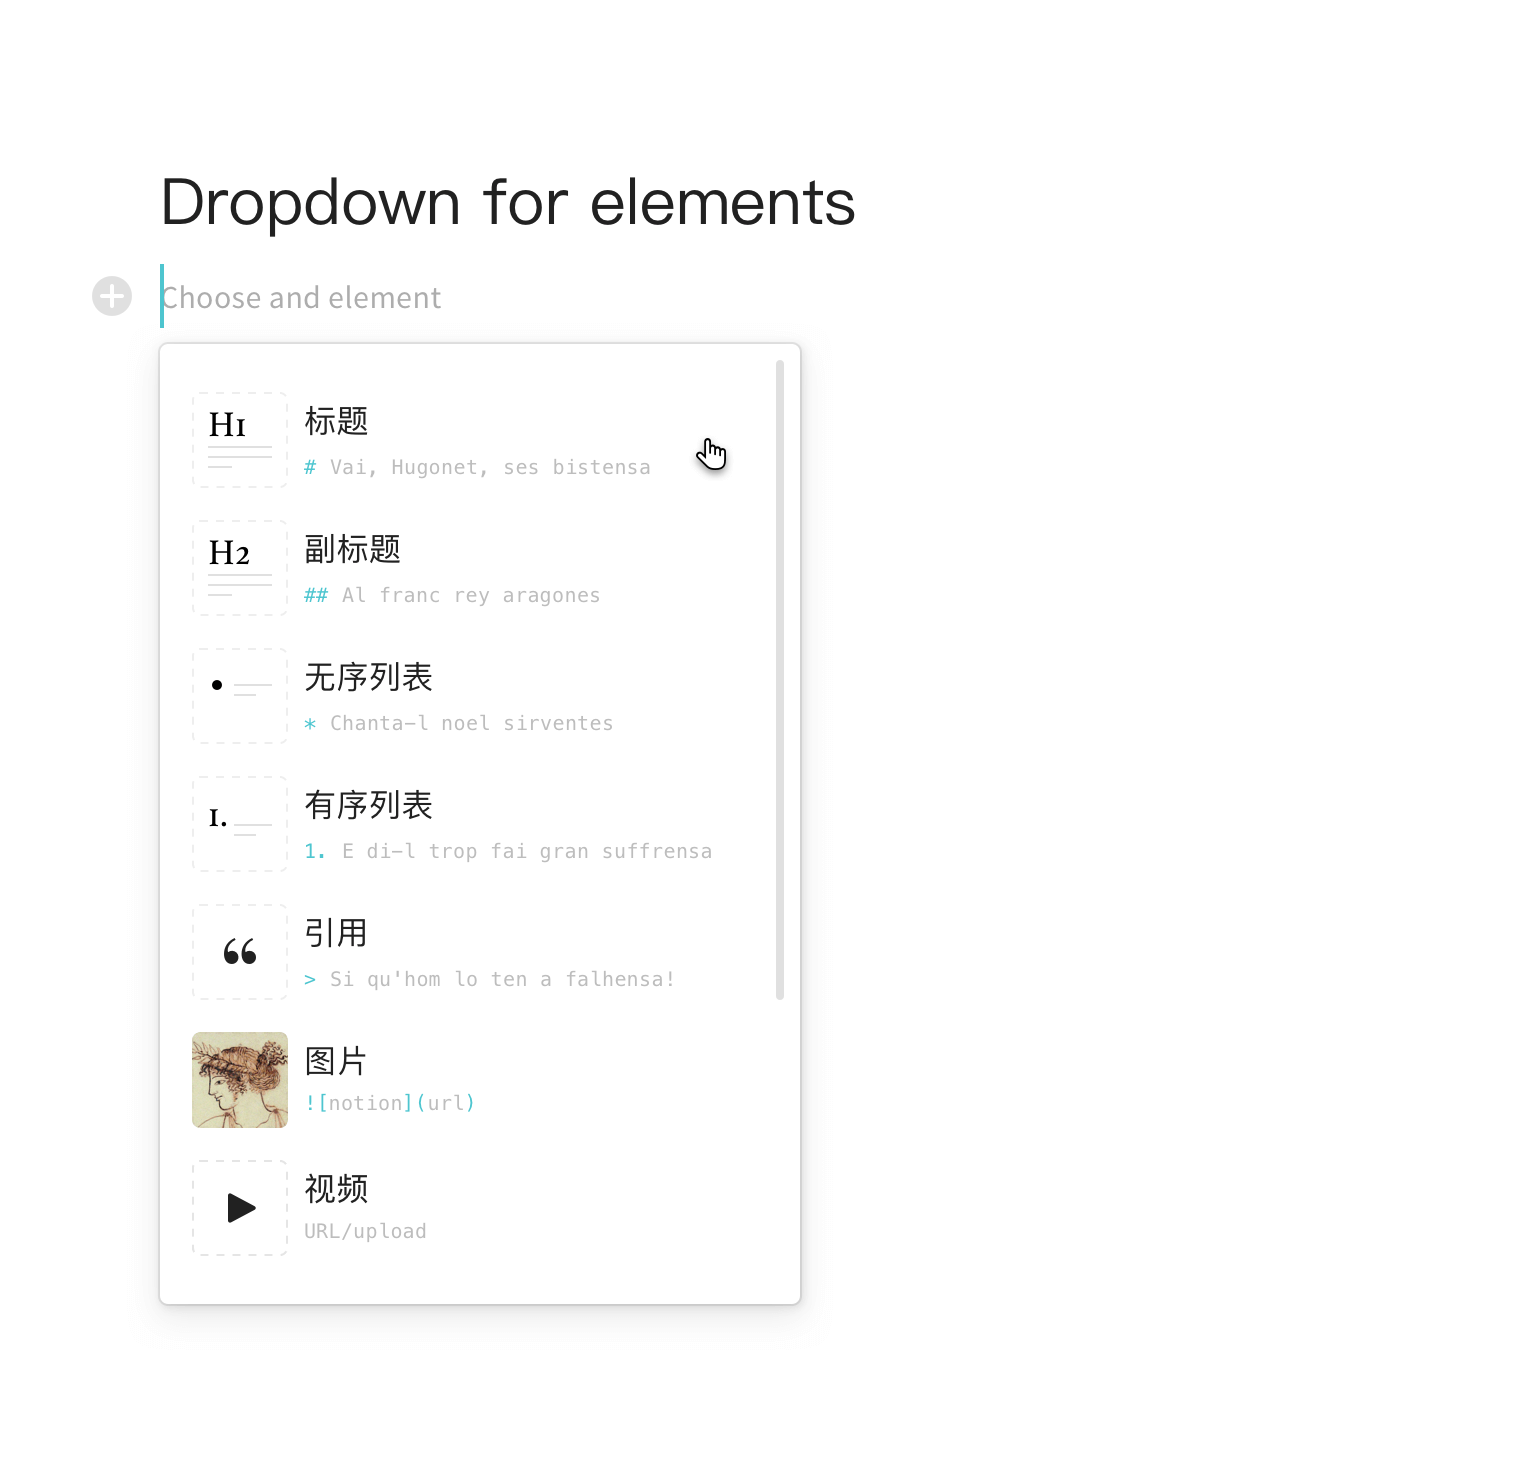 Dropdown for elements
Choose and element
H1
标题
# Vai, Hugonet, ses bistensa
H2
副标题
## Al franc rey aragones
无序列表
* Chanta-l noel sirventes
1.
有序列表
1. E di-l trop fai gran suffrensa
“
引用
> Si qu'hom lo ten a falhensa!
图片
![notion](url)
视频
URL/upload